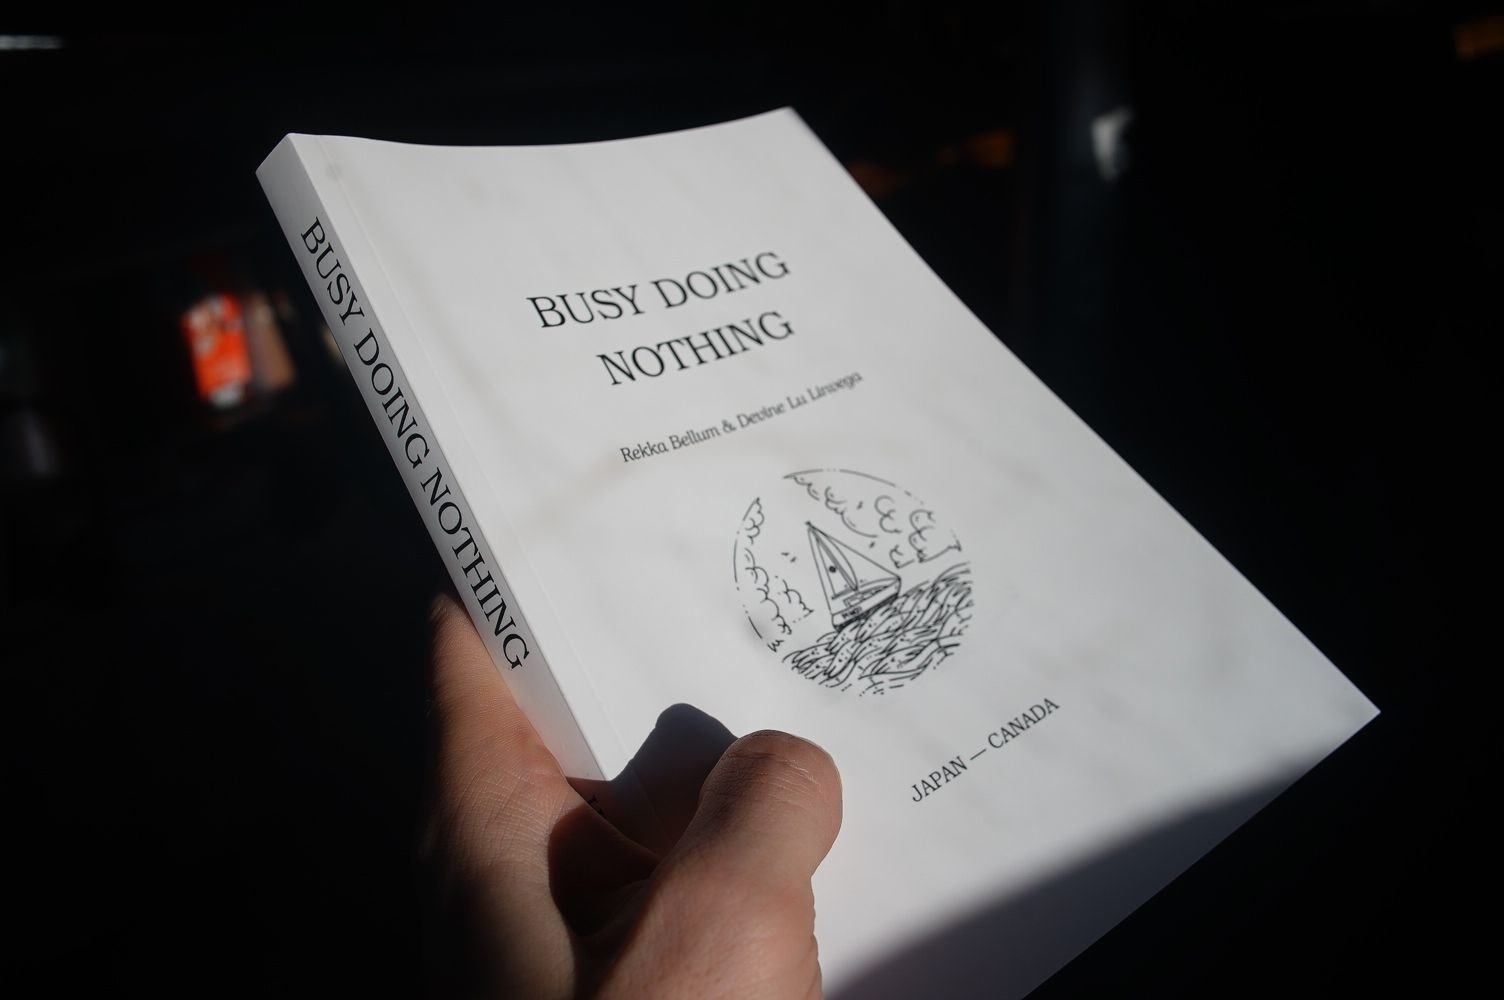 BUSY DOING NOTHING
BUSY DOING
NOTHING
Rekka Bellum & Devine Lu Linvega
JAPAN — CANADA